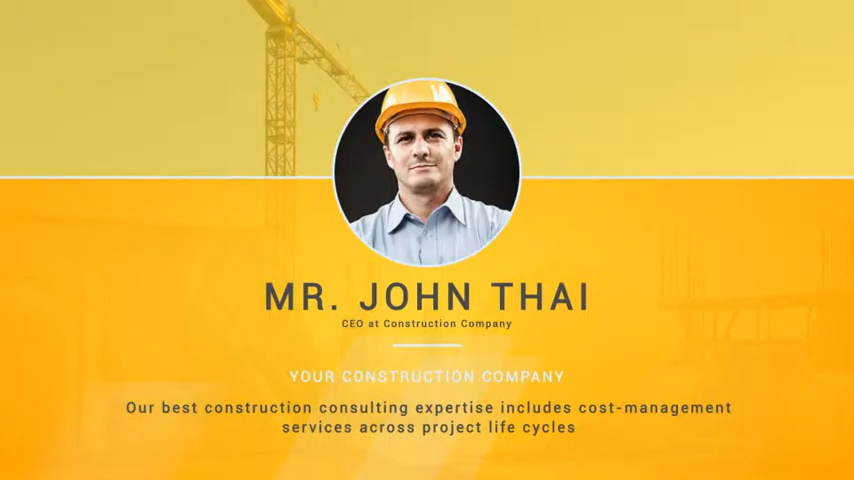 MR. JOHN THAI
CEO at Construction Company
YOUR CONSTRUCTION COMPANY
Our best construction consulting expertise includes cost-management
services across project life cycles